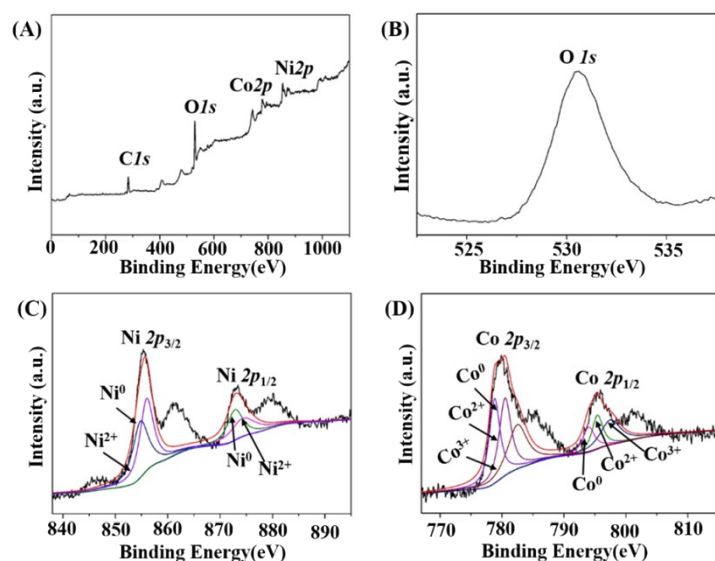 (A)
Intensity (a.u.)
C1s
O1s
Co2p
Ni2p
0 200 400 600 800 1000
Binding Energy(eV)
(B)
Intensity (a.u.)
O 1s
525 530 535
Binding Energy(eV)
(C)
Intensity (a.u.)
Ni 2p3/2
Ni 2p1/2
Ni⁰
Ni²⁺
Ni⁰
Ni²⁺
840 850 860 870 880 890
Binding Energy(eV)
(D)
Intensity (a.u.)
Co 2p3/2
Co⁰
Co²⁺
Co³⁺
Co 2p1/2
Co⁰
Co²⁺
Co³⁺
770 780 790 800 810
Binding Energy(eV)